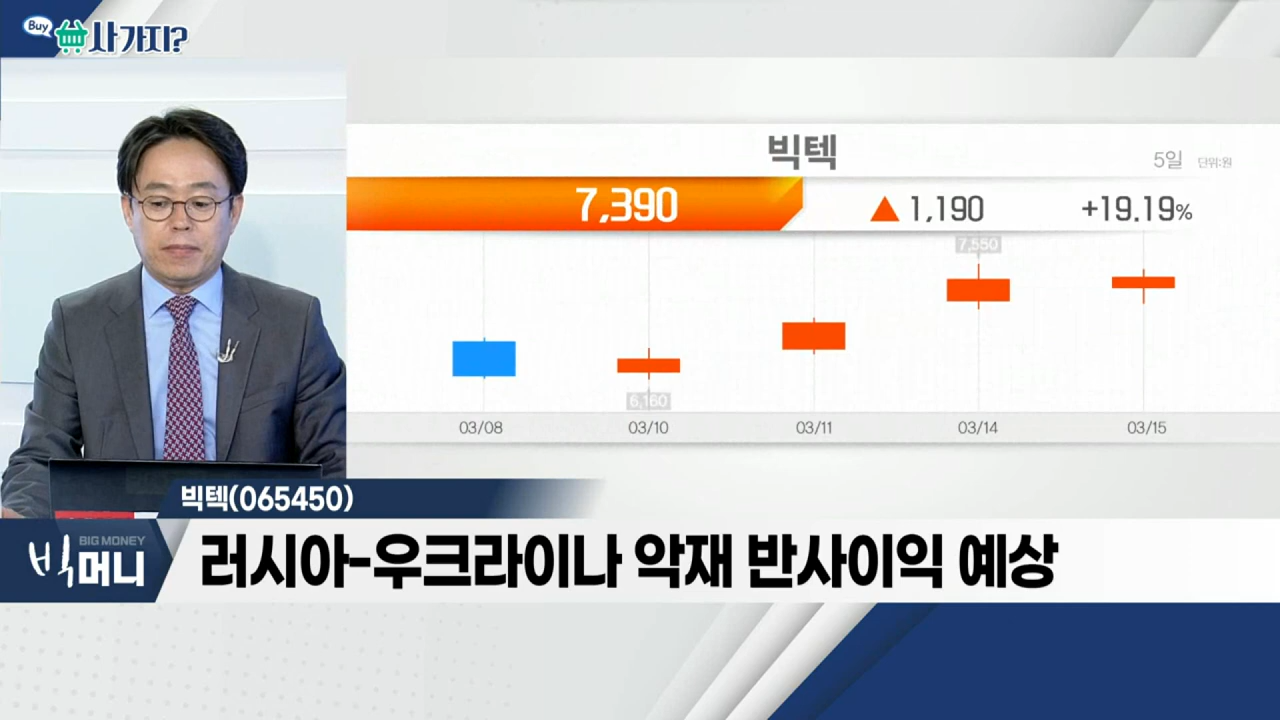 Buy 사가지?
빅텍
5일 단위:원
7,390 ▲ 1,190 +19.19%
7,550
6,160
03/08 03/10 03/11 03/14 03/15
빅텍(065450)
BIG MONEY
빅머니
러시아-우크라이나 악재 반사이익 예상